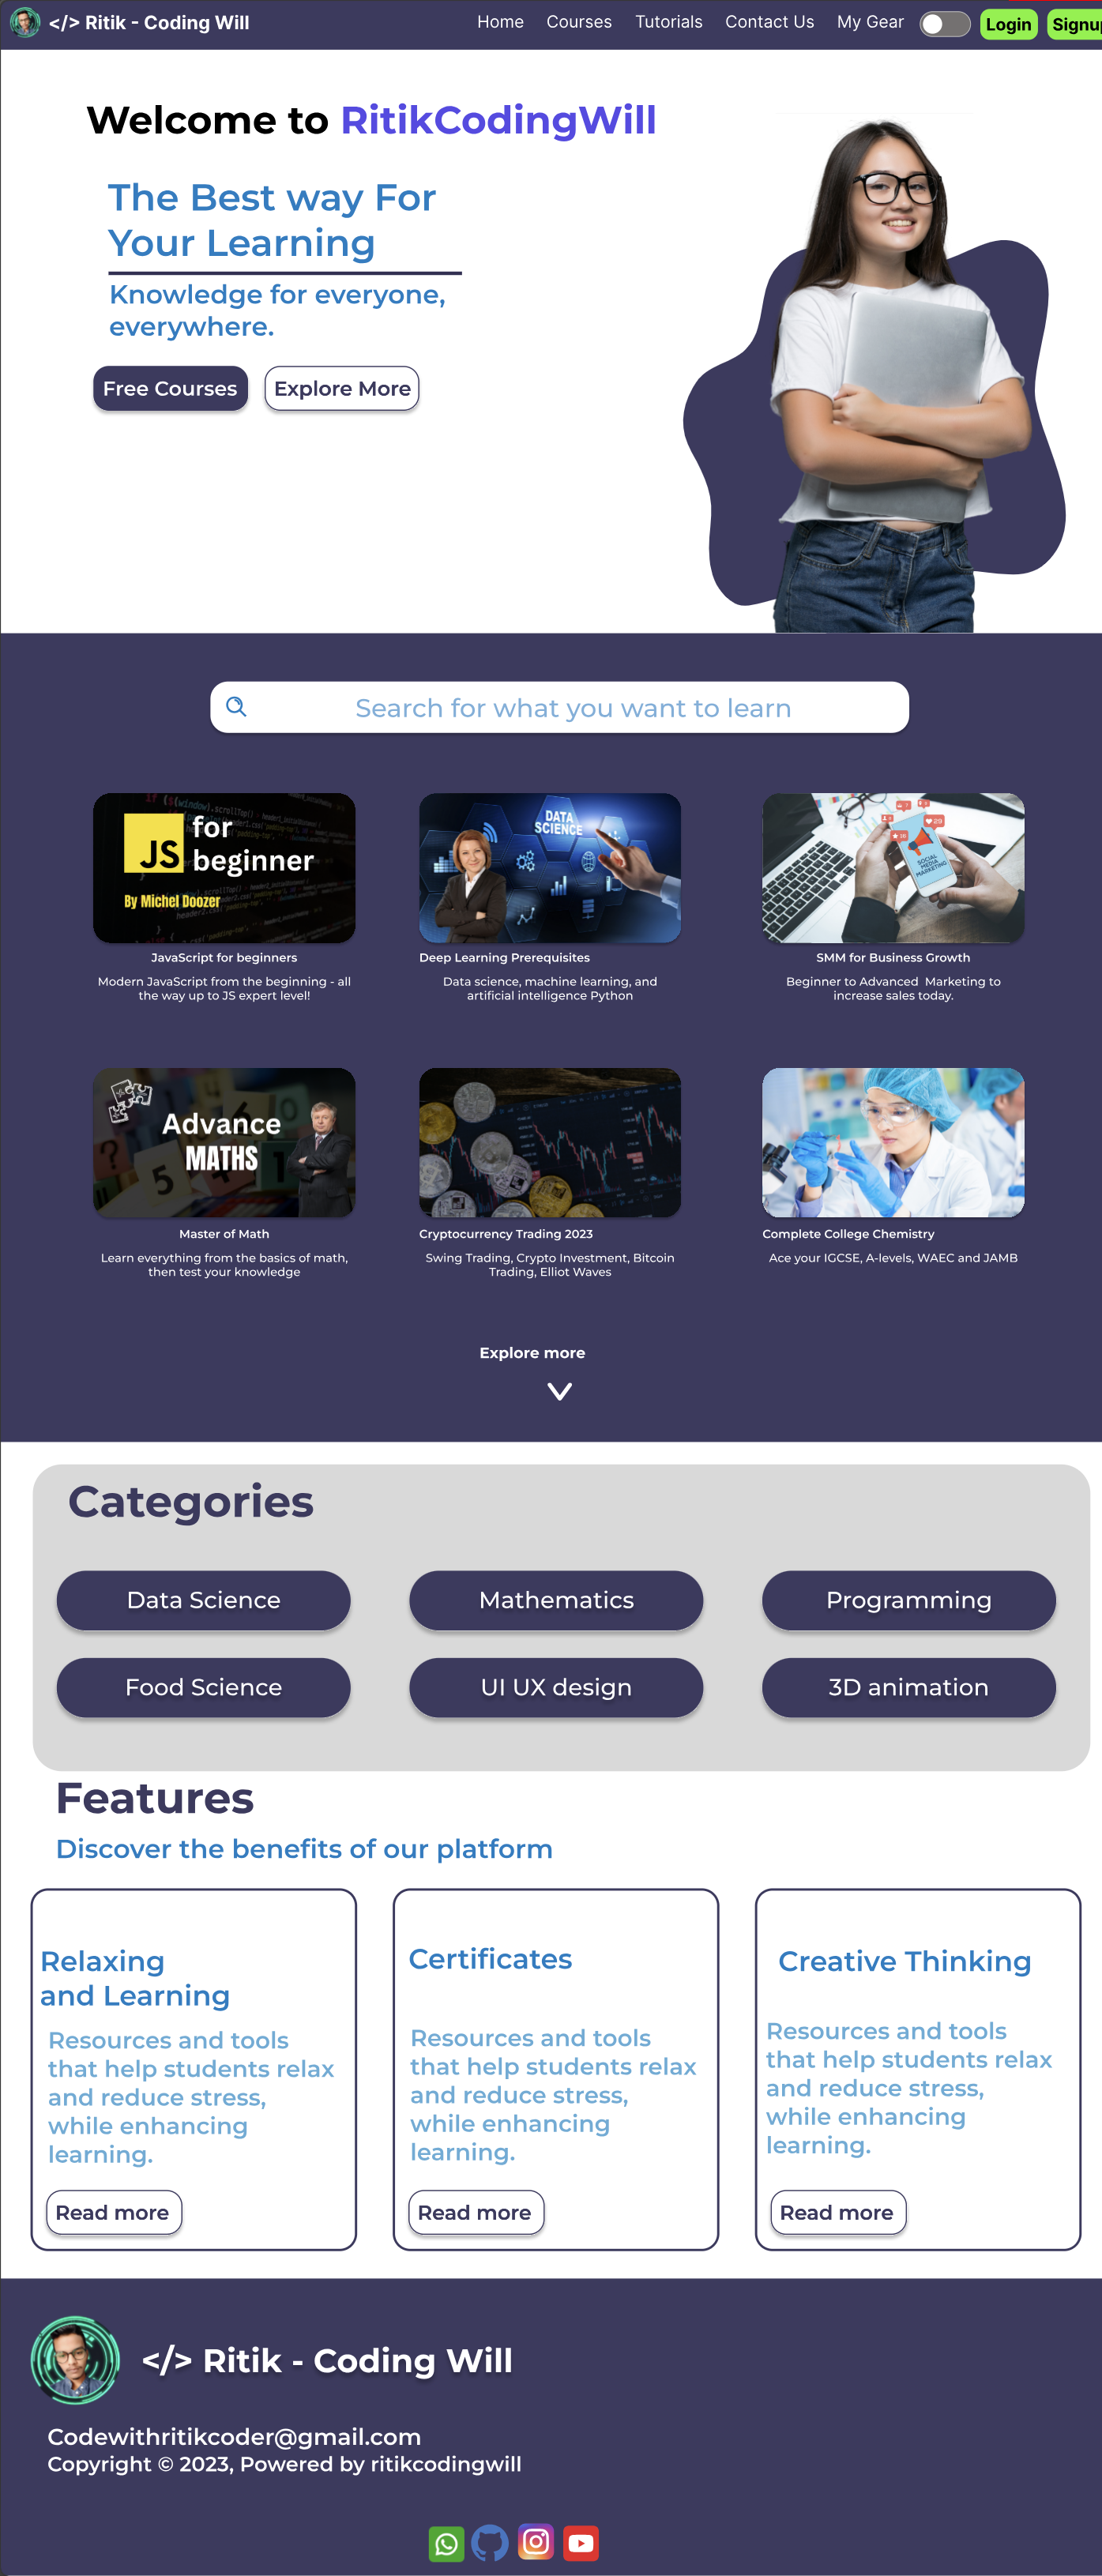 </> Ritik - Coding Will
Home Courses Tutorials Contact Us My Gear
Login
Signup
Welcome to RitikCodingWill
The Best way For
Your Learning
Knowledge for everyone,
everywhere.
Free Courses
Explore More
Search for what you want to learn
JS for
beginner
By Michel Doozer
DATA
SCIENCE
SOCIAL
MEDIA
MARKETING
JavaScript for beginners
Modern JavaScript from the beginning - all
the way up to JS expert level!
Deep Learning Prerequisites
Data science, machine learning, and
artificial intelligence Python
SMM for Business Growth
Beginner to Advanced  Marketing to
increase sales today.
Advance
MATHS
Master of Math
Learn everything from the basics of math,
then test your knowledge
Cryptocurrency Trading 2023
Swing Trading, Crypto Investment, Bitcoin
Trading, Elliot Waves
Complete College Chemistry
Ace your IGCSE, A-levels, WAEC and JAMB
Explore more
Categories
Data Science
Mathematics
Programming
Food Science
UI UX design
3D animation
Features
Discover the benefits of our platform
Relaxing
and Learning
Resources and tools
that help students relax
and reduce stress,
while enhancing
learning.
Read more
Certificates
Resources and tools
that help students relax
and reduce stress,
while enhancing
learning.
Read more
Creative Thinking
Resources and tools
that help students relax
and reduce stress,
while enhancing
learning.
Read more
</> Ritik - Coding Will
Codewithritikcoder@gmail.com
Copyright © 2023, Powered by ritikcodingwill